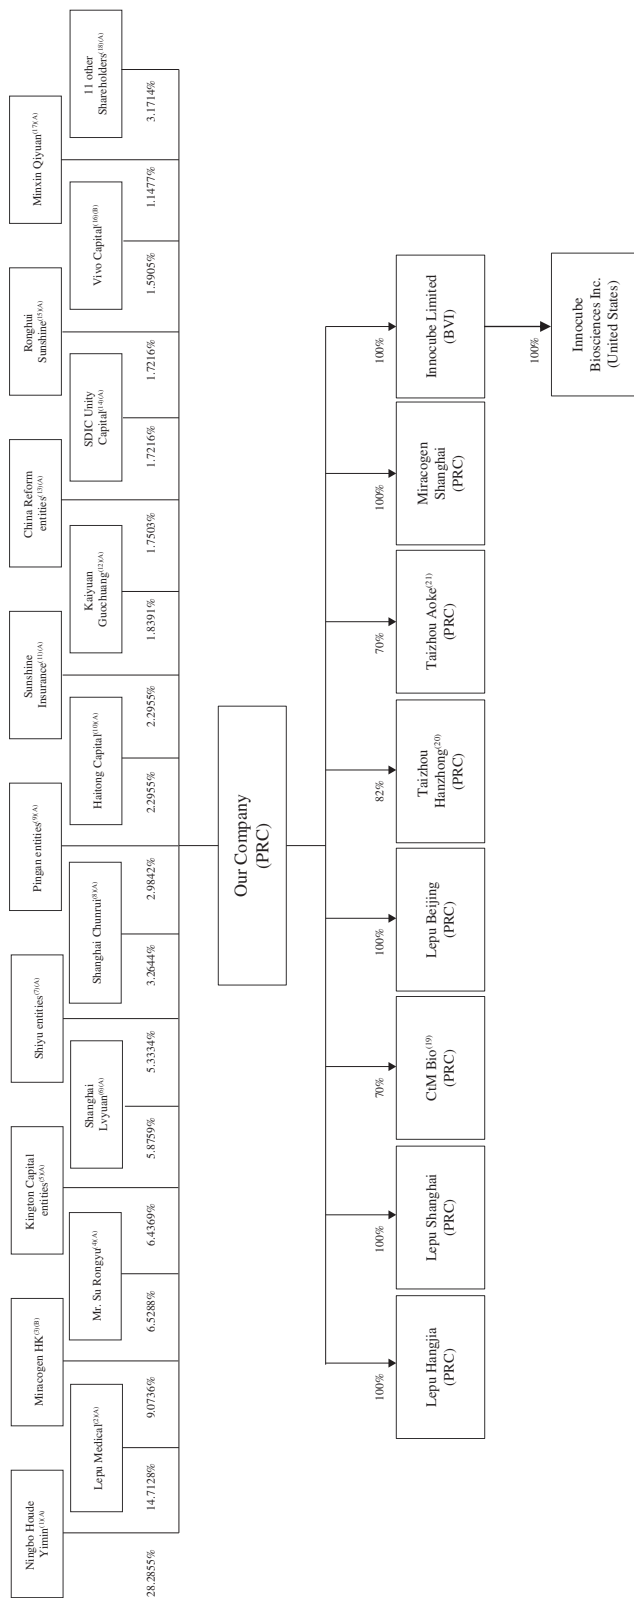 Ningbo Houde
Yimin(1)(A)
Miracogen HK(3)(B)
Kington Capital
entities(5)(A)
Shiyu entities(7)(A)
Pingan entities(9)(A)
Sunshine
Insurance(11)(A)
China Reform
entities(13)(A)
Ronghui
Sunshine(15)(A)
Minxin Qiyuan(17)(A)
Lepu Medical(2)(A)
Mr. Su Rongyu(4)(A)
Shanghai
Lvyuan(6)(A)
Shanghai Chunrui(8)(A)
Haitong Capital(10)(A)
Kaiyuan
Guochuang(12)(A)
SDIC Unity
Capital(14)(A)
Vivo Capital(16)(B)
11 other
Shareholders(18)(A)
28.2855%
14.7128%
9.0736%
6.5288%
6.4369%
5.8759%
5.3334%
3.2644%
2.9842%
2.2955%
2.2955%
1.8391%
1.7503%
1.7216%
1.7216%
1.5905%
1.1477%
3.1714%
Our Company
(PRC)
100%
100%
70%
100%
82%
70%
100%
100%
Lepu Hangjia
(PRC)
Lepu Shanghai
(PRC)
CtM Bio(19)
(PRC)
Lepu Beijing
(PRC)
Taizhou
Hanzhong(20)
(PRC)
Taizhou Aoke(21)
(PRC)
Miracogen
Shanghai
(PRC)
Innocube Limited
(BVI)
100%
Innocube
Biosciences Inc.
(United States)